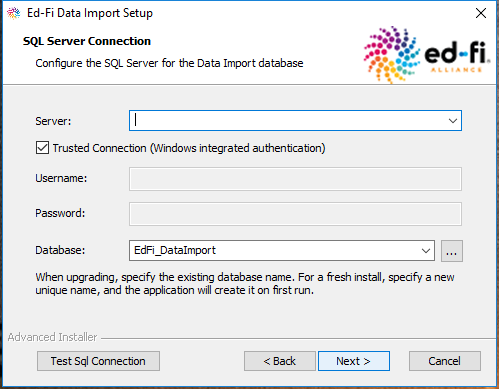 Ed-Fi Data Import Setup
SQL Server Connection
Configure the SQL Server for the Data Import database
ed-fi.
ALLIANCE
Server:
Trusted Connection (Windows integrated authentication)
Username:
Password:
Database: EdFi_DataImport ...
When upgrading, specify the existing database name. For a fresh install, specify a new
unique name, and the application will create it on first run.
Advanced Installer
Test Sql Connection < Back Next > Cancel